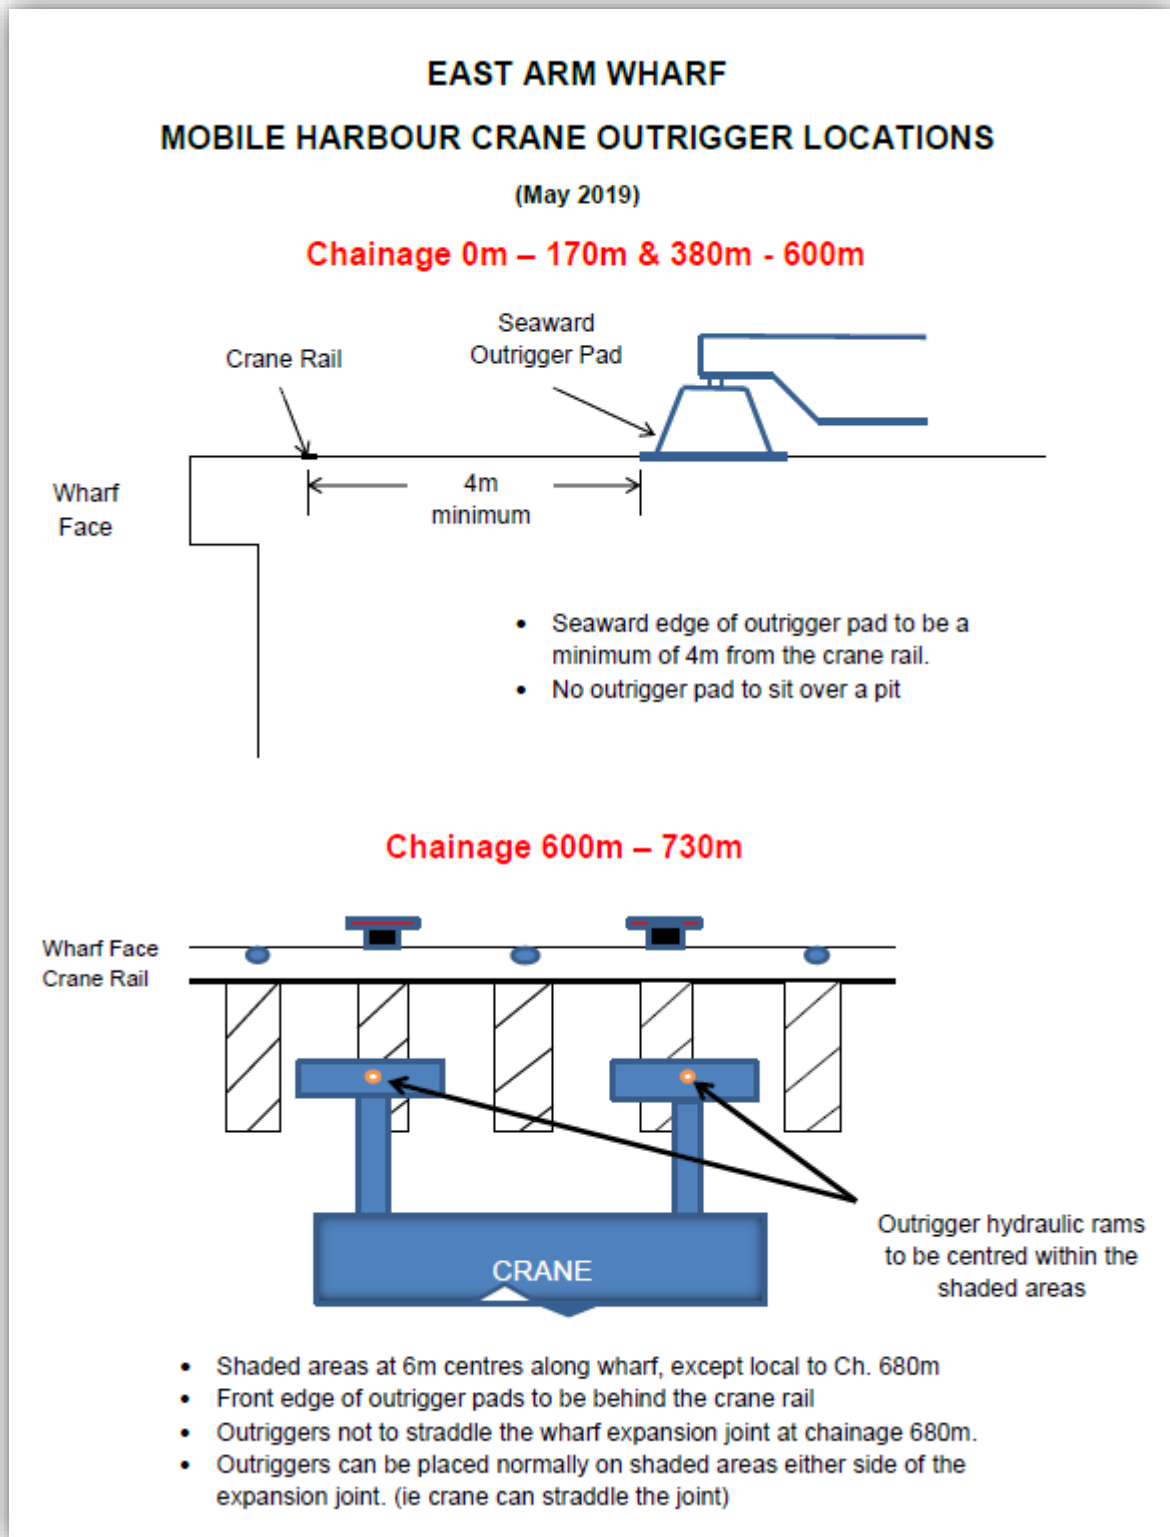 EAST ARM WHARF
MOBILE HARBOUR CRANE OUTRIGGER LOCATIONS
(May 2019)
Chainage 0m – 170m & 380m - 600m
Seaward
Outrigger Pad
Crane Rail
Wharf
Face
4m
minimum
• Seaward edge of outrigger pad to be a
minimum of 4m from the crane rail.
• No outrigger pad to sit over a pit
Chainage 600m – 730m
Wharf Face
Crane Rail
Outrigger hydraulic rams
to be centred within the
shaded areas
CRANE
• Shaded areas at 6m centres along wharf, except local to Ch. 680m
• Front edge of outrigger pads to be behind the crane rail
• Outriggers not to straddle the wharf expansion joint at chainage 680m.
• Outriggers can be placed normally on shaded areas either side of the
expansion joint. (ie crane can straddle the joint)